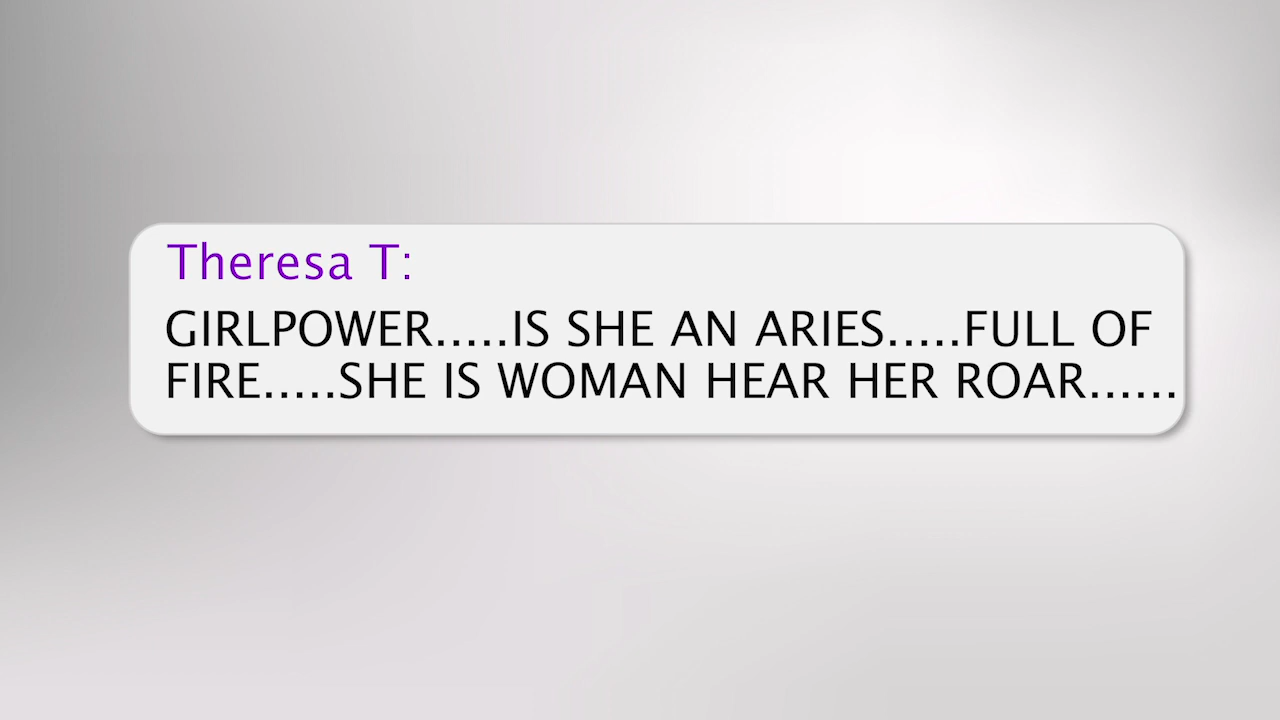 Theresa T:
GIRLPOWER.....IS SHE AN ARIES.....FULL OF
FIRE.....SHE IS WOMAN HEAR HER ROAR......